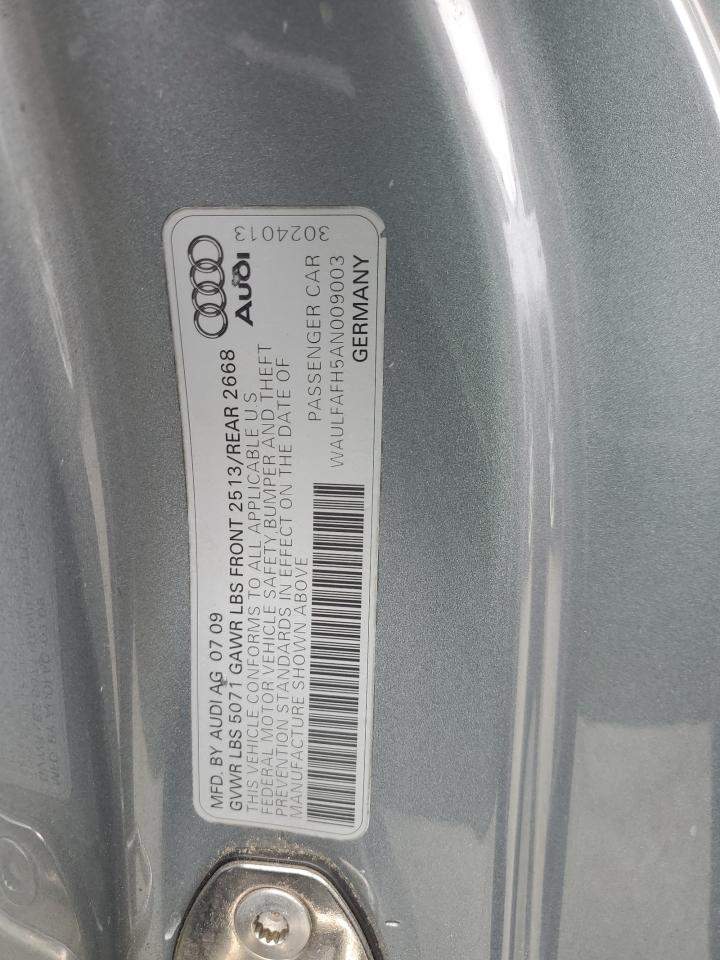 MFD. BY AUDI AG 07 09
GVWR LBS 5071 GAWR LBS FRONT 2513/REAR 2668
THIS VEHICLE CONFORMS TO ALL APPLICABLE U.S
FEDERAL MOTOR VEHICLE SAFETY BUMPER AND THEFT
PREVENTION STANDARDS IN EFFECT ON THE DATE OF
MANUFACTURE SHOWN ABOVE
Audi
3024013
PASSENGER CAR
WAULFAFH5AN009003
GERMANY